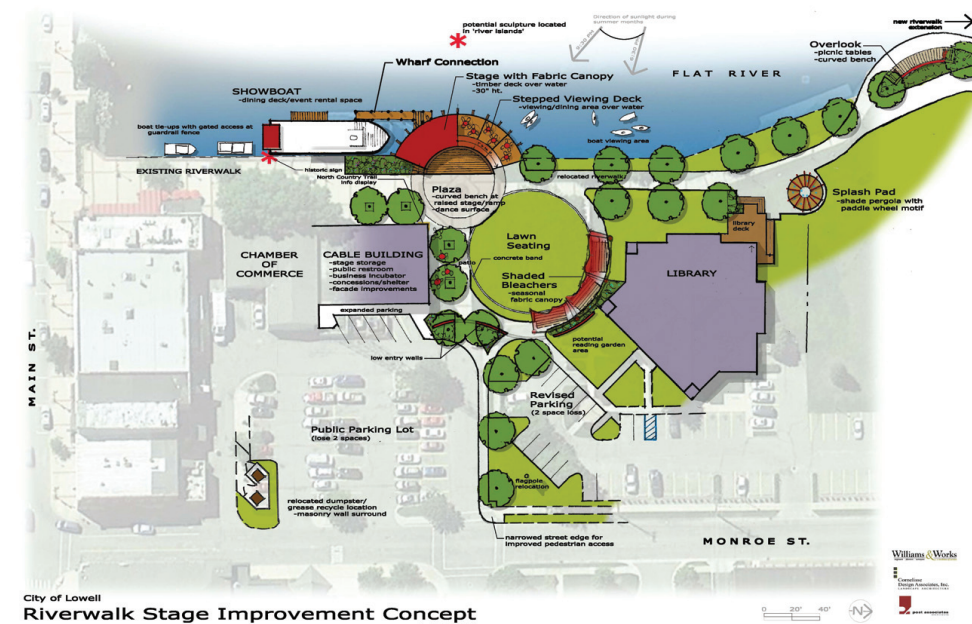 potential sculpture located
in 'river islands'
Direction of sunlight during
summer months
6:30 PM
new riverwalk
extension
Wharf Connection
Overlook
-picnic tables
-curved bench
Stage with Fabric Canopy
-timber deck over water
-30" ht.
FLAT RIVER
SHOWBOAT
-dining deck/event rental space
Stepped Viewing Deck
-viewing/dining area over water
boat tie-ups with gated access at
guardrail fence
boat viewing area
EXISTING RIVERWALK
historic sign
North Country Trail
info display
relocated riverwalk
Plaza
-curved bench at
raised stage/ramp
-dance surface
Splash Pad
-shade pergola with
paddle wheel motif
library
deck
Lawn
Seating
CHAMBER
OF
COMMERCE
CABLE BUILDING
-stage storage
-public restroom
-business incubator
-concessions/shelter
-facade improvements
patio
concrete band
Shaded
Bleachers
-seasonal
fabric canopy
LIBRARY
expanded parking
potential
reading garden
area
low entry walls
MAIN ST.
Revised
Parking
(2 space loss)
Public Parking Lot
(lose 2 spaces)
flagpole
relocation
relocated dumpster/
grease recycle location
-masonry wall surround
narrowed street edge for
improved pedestrian access
MONROE ST.
Williams&Works
Cornelisse
Design Associates, Inc.
LANDSCAPE ARCHITECTS
post associates
City of Lowell
Riverwalk Stage Improvement Concept
0 20' 40'
N